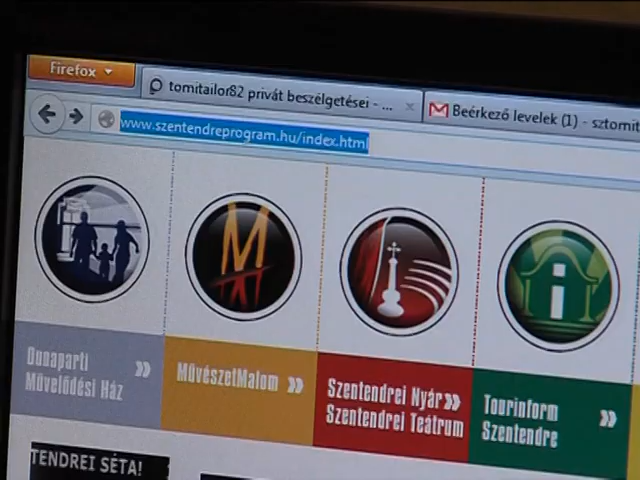 Firefox
tomitailor82 privát beszélgetései - ...
Beérkező levelek (1) - sztomit
www.szentendreprogram.hu/index.html
M
i
Dunaparti
Művelődési Ház
MűvészetMalom
Szentendrei Nyár
Szentendrei Teátrum
Tourinform
Szentendre
TENDREI SÉTA!